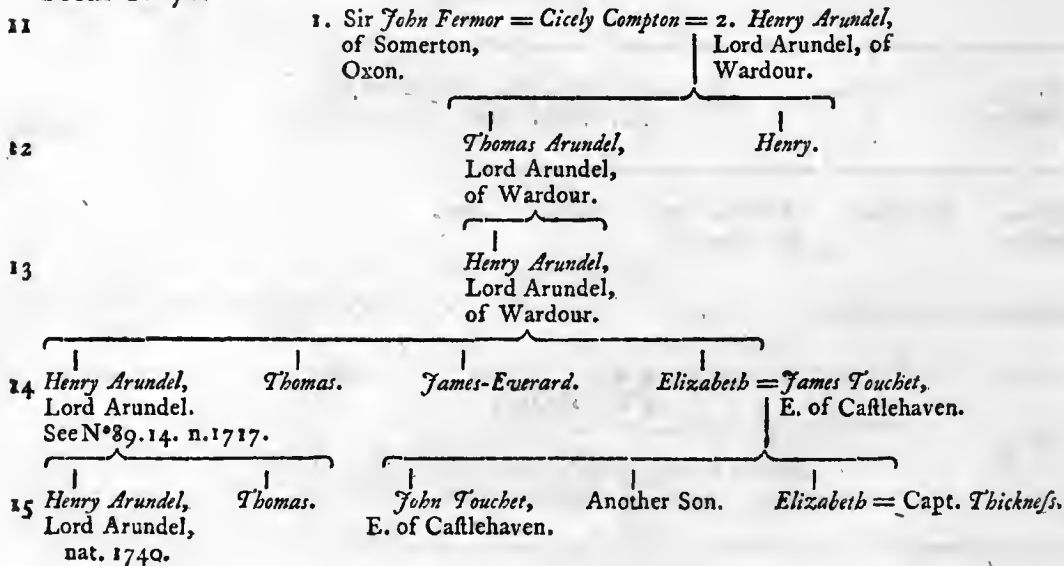 11 1. Sir John Fermor = Cicely Compton = 2. Henry Arundel,
of Somerton, Lord Arundel, of
Oxon. Wardour.
12 Thomas Arundel, Henry.
Lord Arundel,
of Wardour.
13 Henry Arundel,
Lord Arundel,
of Wardour.
14 Henry Arundel, Thomas. James-Everard. Elizabeth = James Touchet,
Lord Arundel. E. of Caſtlehaven.
See No89.14. n.1717.
15 Henry Arundel, Thomas. John Touchet, Another Son. Elizabeth = Capt. Thickneſs.
Lord Arundel, E. of Caſtlehaven.
nat. 1740.